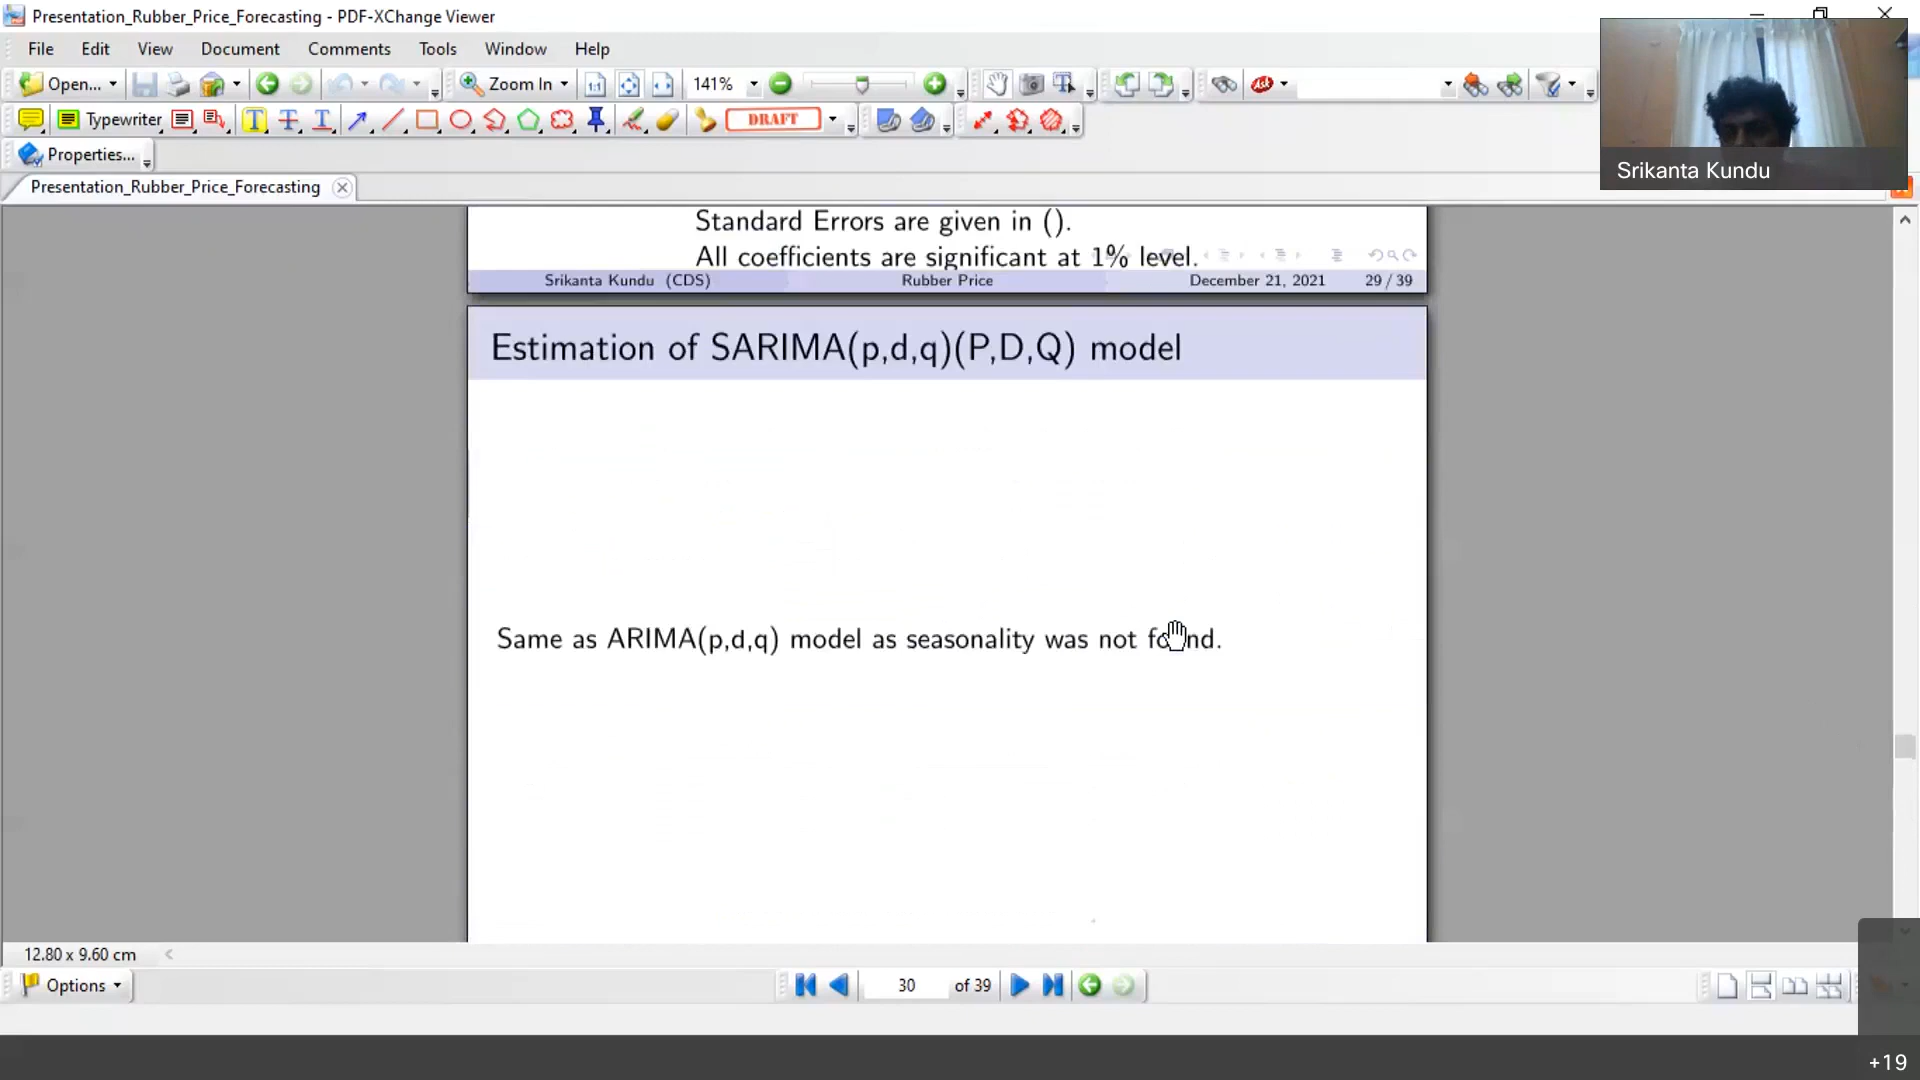 Presentation_Rubber_Price_Forecasting - PDF-XChange Viewer
File Edit View Document Comments Tools Window Help
Open... Zoom In 141%
Typewriter DRAFT
Properties...
Srikanta Kundu
Presentation_Rubber_Price_Forecasting
Standard Errors are given in ().
All coefficients are significant at 1% level.
Srikanta Kundu (CDS) Rubber Price December 21, 2021 29 / 39
Estimation of SARIMA(p,d,q)(P,D,Q) model
Same as ARIMA(p,d,q) model as seasonality was not found.
12.80 x 9.60 cm
Options 30 of 39
+19